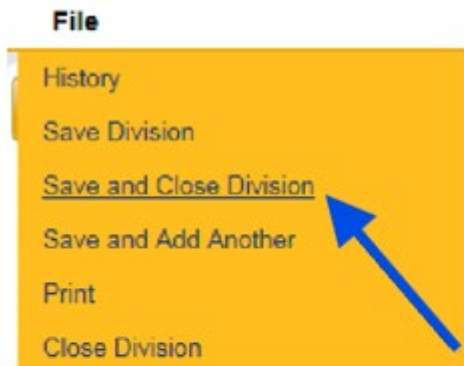 File
History
Save Division
Save and Close Division
Save and Add Another
Print
Close Division